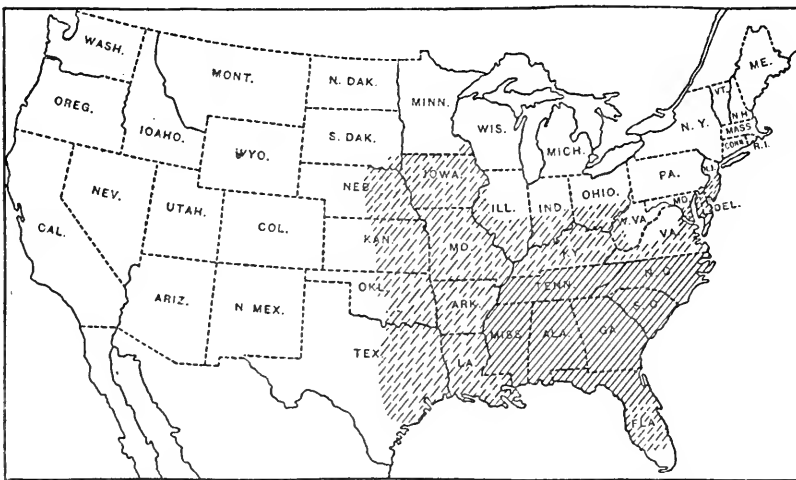 WASH.
MONT.
N. DAK.
MINN.
ME.
VT.
N.H.
OREG.
IOAHO.
WYO.
S. DAK.
WIS.
MICH.
N.Y.
MASS
CONN.
R.I.
NEV.
UTAH.
COL.
NEB
IOWA.
ILL.
IND.
OHIO.
PA.
N.J.
MD.
DEL.
CAL.
KAN.
MO.
KY.
W.VA.
VA.
ARIZ.
N MEX.
OKL.
ARK.
TENN.
N.C.
S.C.
TEX.
LA.
MISS
ALA.
GA.
FLA.